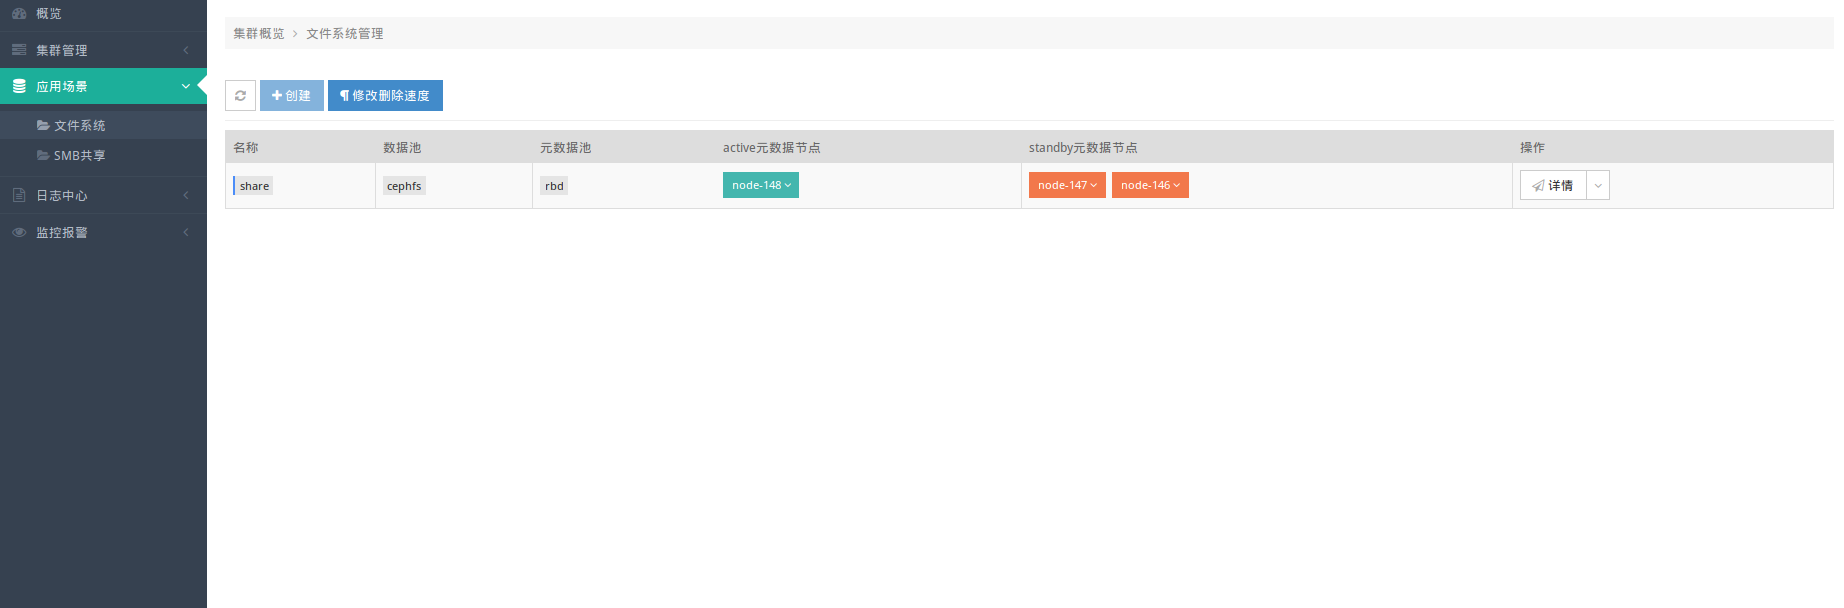 概览
集群管理
应用场景
文件系统
SMB共享
日志中心
监控报警
集群概览 > 文件系统管理
创建 修改删除速度
名称 数据池 元数据池 active元数据节点 standby元数据节点 操作
share cephfs rbd node-148 node-147 node-146 详情